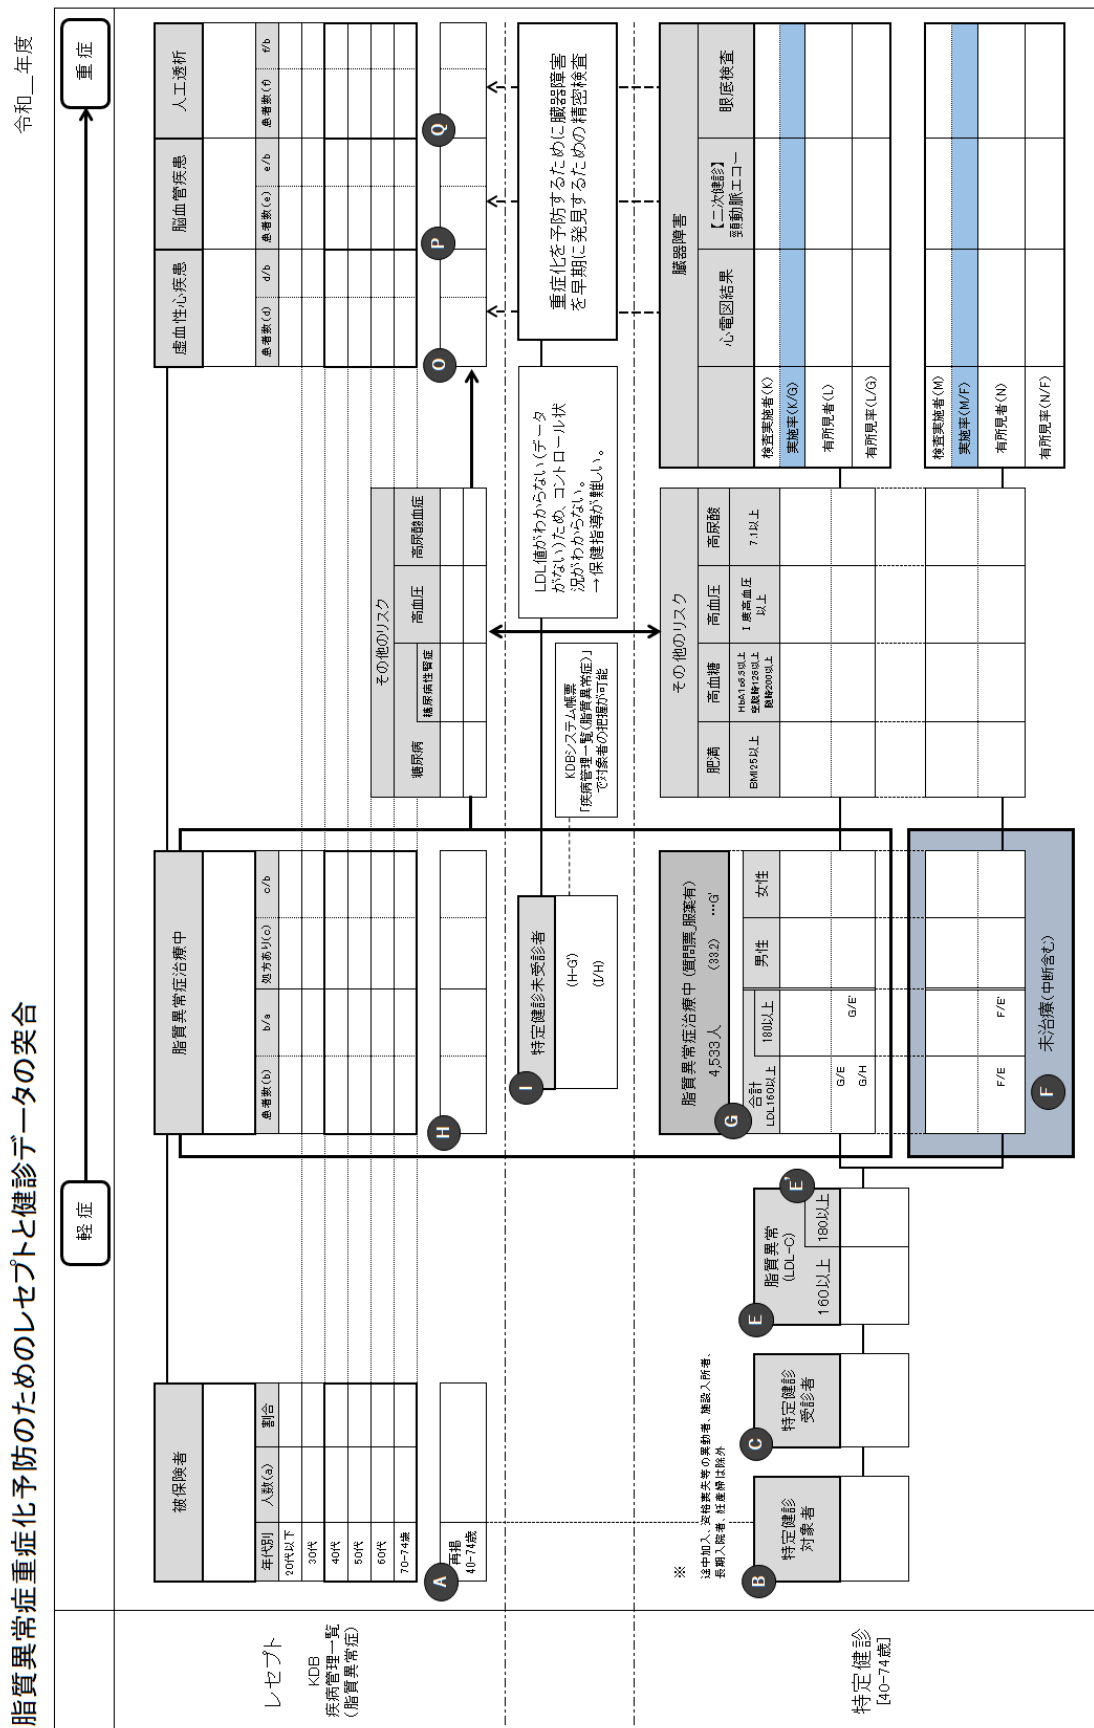 脂質異常症重症化予防のためのレセプトと健診データの突合
令和__年度
軽症
重症
レセプト
KDB
疾病管理一覧
(脂質異常症)
被保険者
年代別
人数(a)
割合
20代以下
30代
40代
50代
60代
70-74歳
A
再掲
40-74歳
脂質異常症治療中
患者数(b)
b/a
処方あり(c)
c/b
H
その他のリスク
糖尿病
糖尿病性腎症
高血圧
高尿酸血症
虚血性心疾患
脳血管疾患
人工透析
患者数(d)
d/b
患者数(e)
e/b
患者数(f)
f/b
O
P
Q
I
特定健診未受診者
(H-G')
(I/H)
KDBシステム帳票
「疾病管理一覧(脂質異常症)」
で対象者の把握が可能
LDL値がわからない(データ
がない)ため、コントロール状
況がわからない。
→保健指導が難しい。
重症化を予防するために臓器障害
を早期に発見するための精密検査
特定健診
[40-74歳]
※
途中加入、資格喪失等の異動者、施設入所者、
長期入院者、妊産婦は除外
B
特定健診
対象者
C
特定健診
受診者
E
脂質異常
(LDL-C)
160以上
180以上
E'
G
脂質異常症治療中(質問票_服薬有)
4,533人
(33.2)
…G'
合計
LDL160以上
180以上
男性
女性
G/E
G/H
G/E'
F/E
F/E'
F
未治療(中断含む)
その他のリスク
肥満
高血糖
高血圧
高尿酸
BMI25以上
HbA1c6.5以上
空腹時126以上
随時200以上
Ⅰ度高血圧
以上
7.1以上
臓器障害
心電図結果
【二次健診】
頸動脈エコー
眼底検査
検査実施者(K)
実施率(K/G)
有所見者(L)
有所見率(L/G)
検査実施者(M)
実施率(M/F)
有所見者(N)
有所見率(N/F)